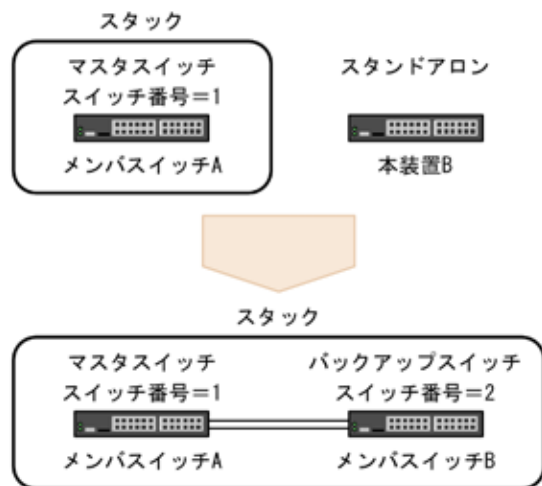 スタック
マスタスイッチ
スイッチ番号=1
メンバスイッチA
スタンドアロン
本装置B
スタック
マスタスイッチ
スイッチ番号=1
メンバスイッチA
バックアップスイッチ
スイッチ番号=2
メンバスイッチB